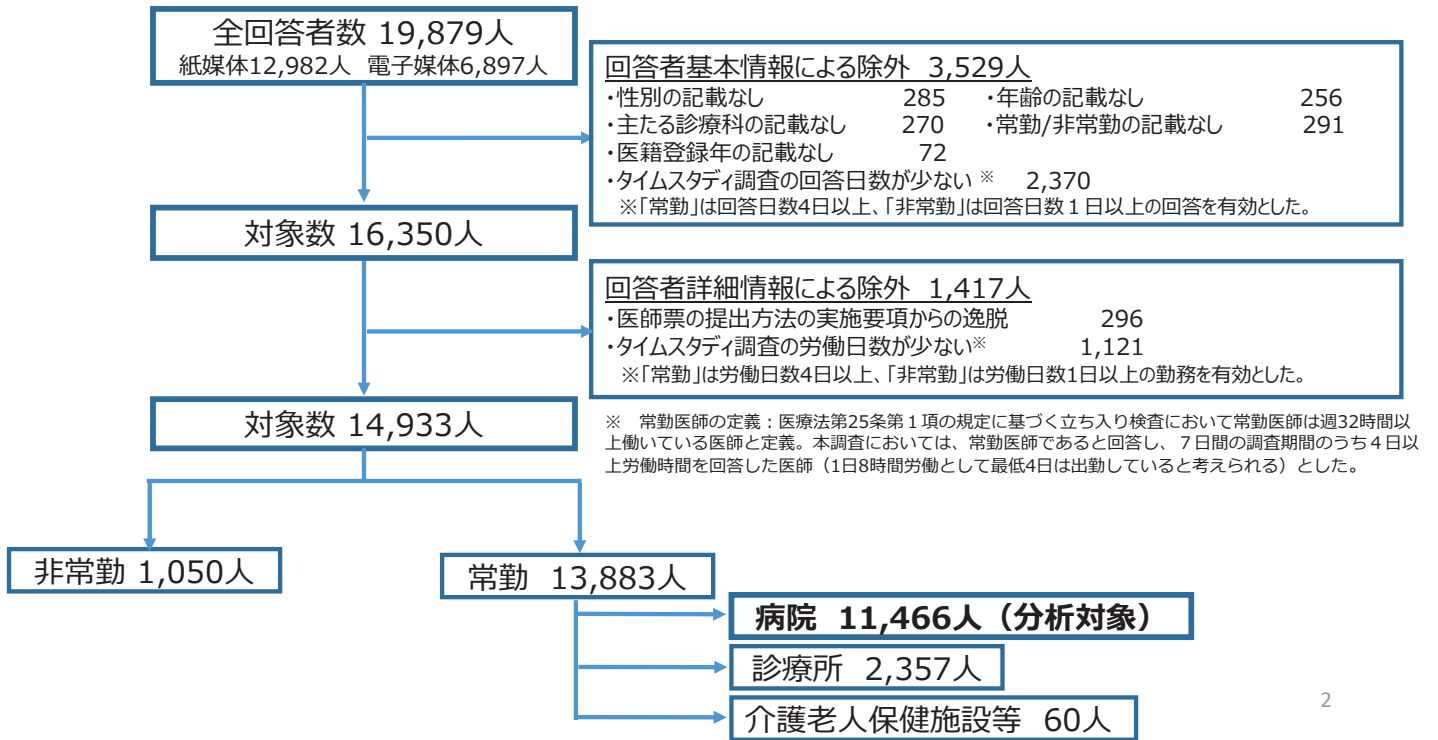 全回答者数 19,879人
紙媒体12,982人 電子媒体6,897人
回答者基本情報による除外 3,529人
・性別の記載なし 285 ・年齢の記載なし 256
・主たる診療科の記載なし 270 ・常勤/非常勤の記載なし 291
・医籍登録年の記載なし 72
・タイムスタディ調査の回答日数が少ない ※ 2,370
※「常勤」は回答日数4日以上、「非常勤」は回答日数１日以上の回答を有効とした。
対象数 16,350人
回答者詳細情報による除外 1,417人
・医師票の提出方法の実施要項からの逸脱 296
・タイムスタディ調査の労働日数が少ない※ 1,121
※「常勤」は労働日数4日以上、「非常勤」は労働日数1日以上の勤務を有効とした。
対象数 14,933人
※ 常勤医師の定義：医療法第25条第１項の規定に基づく立ち入り検査において常勤医師は週32時間以
上働いている医師と定義。本調査においては、常勤医師であると回答し、７日間の調査期間のうち４日以
上労働時間を回答した医師（1日8時間労働として最低4日は出勤していると考えられる）とした。
非常勤 1,050人
常勤 13,883人
病院 11,466人（分析対象）
診療所 2,357人
介護老人保健施設等 60人
2